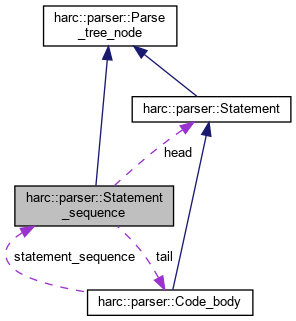 harc::parser::Parse
_tree_node
harc::parser::Statement
head
harc::parser::Statement
_sequence
statement_sequence
tail
harc::parser::Code_body